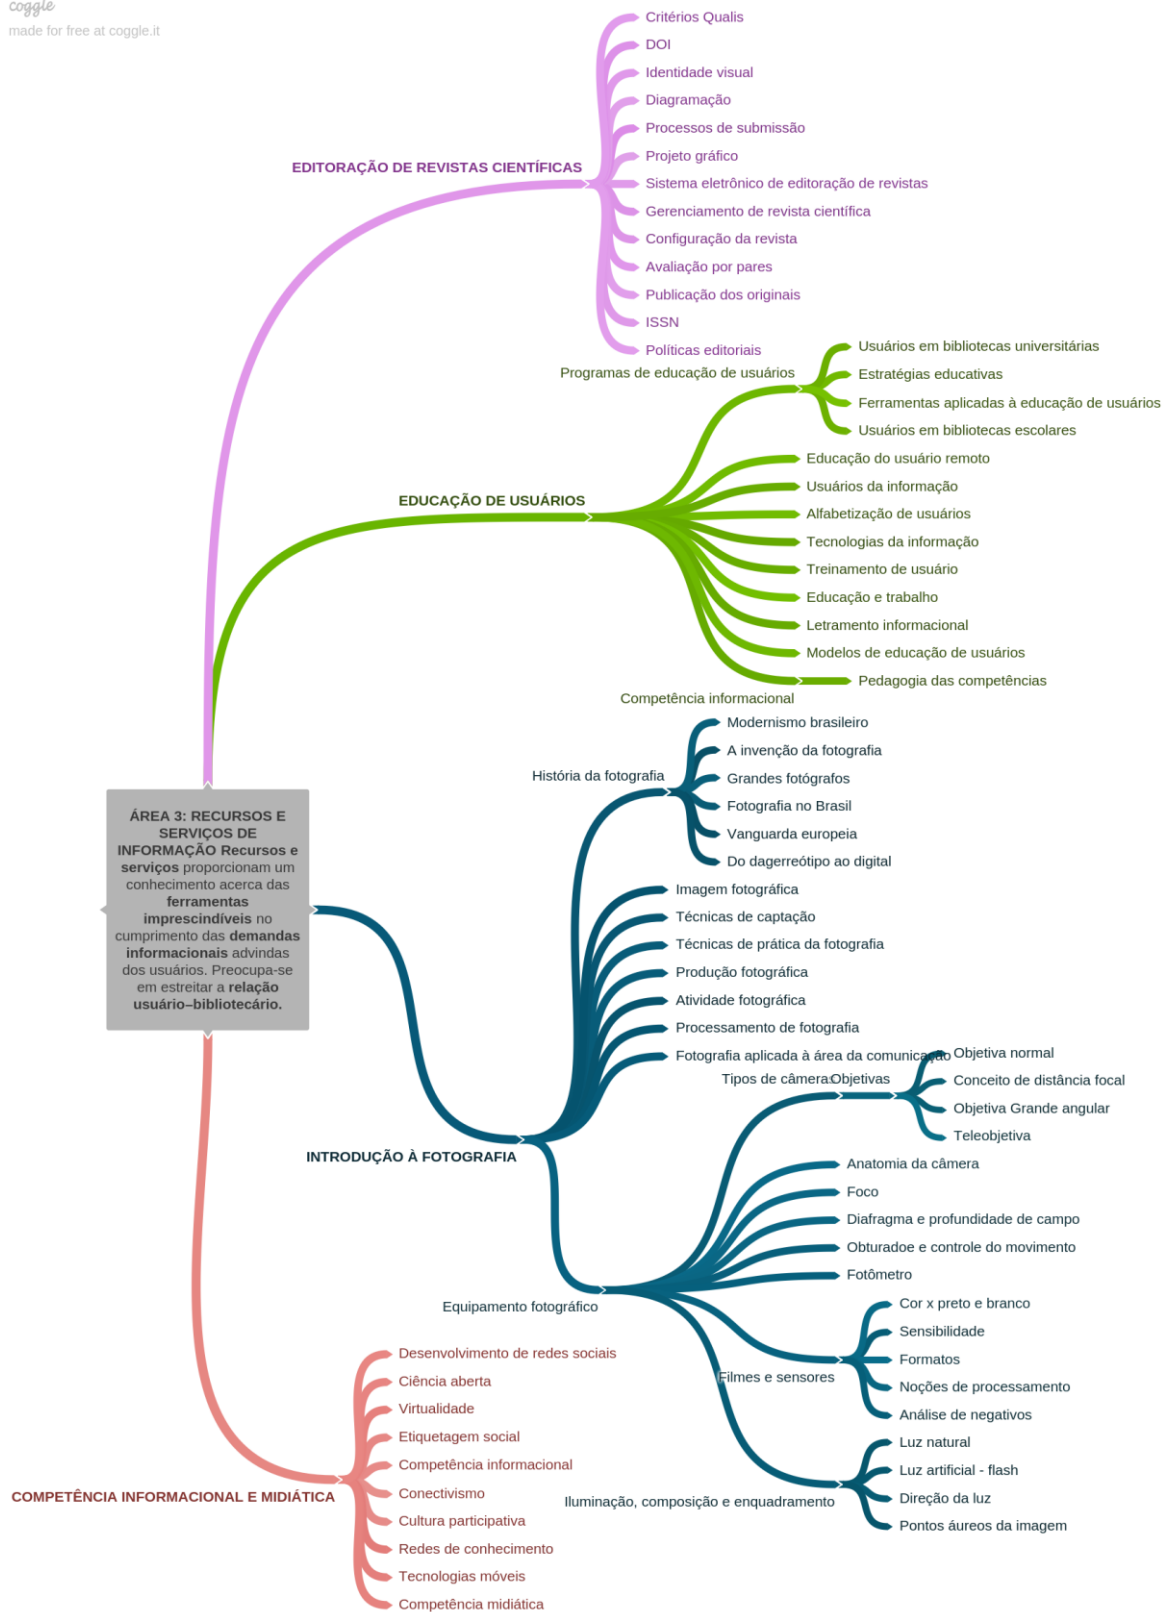 coggle
made for free at coggle.it
EDITORAÇÃO DE REVISTAS CIENTÍFICAS
Critérios Qualis
DOI
Identidade visual
Diagramação
Processos de submissão
Projeto gráfico
Sistema eletrônico de editoração de revistas
Gerenciamento de revista científica
Configuração da revista
Avaliação por pares
Publicação dos originais
ISSN
Políticas editoriais
EDUCAÇÃO DE USUÁRIOS
Programas de educação de usuários
Usuários em bibliotecas universitárias
Estratégias educativas
Ferramentas aplicadas à educação de usuários
Usuários em bibliotecas escolares
Educação do usuário remoto
Usuários da informação
Alfabetização de usuários
Tecnologias da informação
Treinamento de usuário
Educação e trabalho
Letramento informacional
Modelos de educação de usuários
Competência informacional
Pedagogia das competências
ÁREA 3: RECURSOS E
SERVIÇOS DE
INFORMAÇÃO Recursos e
serviços proporcionam um
conhecimento acerca das
ferramentas
imprescindíveis no
cumprimento das demandas
informacionais advindas
dos usuários. Preocupa-se
em estreitar a relação
usuário–bibliotecário.
INTRODUÇÃO À FOTOGRAFIA
História da fotografia
Modernismo brasileiro
A invenção da fotografia
Grandes fotógrafos
Fotografia no Brasil
Vanguarda europeia
Do dagerreótipo ao digital
Imagem fotográfica
Técnicas de captação
Técnicas de prática da fotografia
Produção fotográfica
Atividade fotográfica
Processamento de fotografia
Fotografia aplicada à área da comunicação
Equipamento fotográfico
Tipos de câmeras
Objetivas
Objetiva normal
Conceito de distância focal
Objetiva Grande angular
Teleobjetiva
Anatomia da câmera
Foco
Diafragma e profundidade de campo
Obturadoe e controle do movimento
Fotômetro
Filmes e sensores
Cor x preto e branco
Sensibilidade
Formatos
Noções de processamento
Análise de negativos
Iluminação, composição e enquadramento
Luz natural
Luz artificial - flash
Direção da luz
Pontos áureos da imagem
COMPETÊNCIA INFORMACIONAL E MIDIÁTICA
Desenvolvimento de redes sociais
Ciência aberta
Virtualidade
Etiquetagem social
Competência informacional
Conectivismo
Cultura participativa
Redes de conhecimento
Tecnologias móveis
Competência midiática